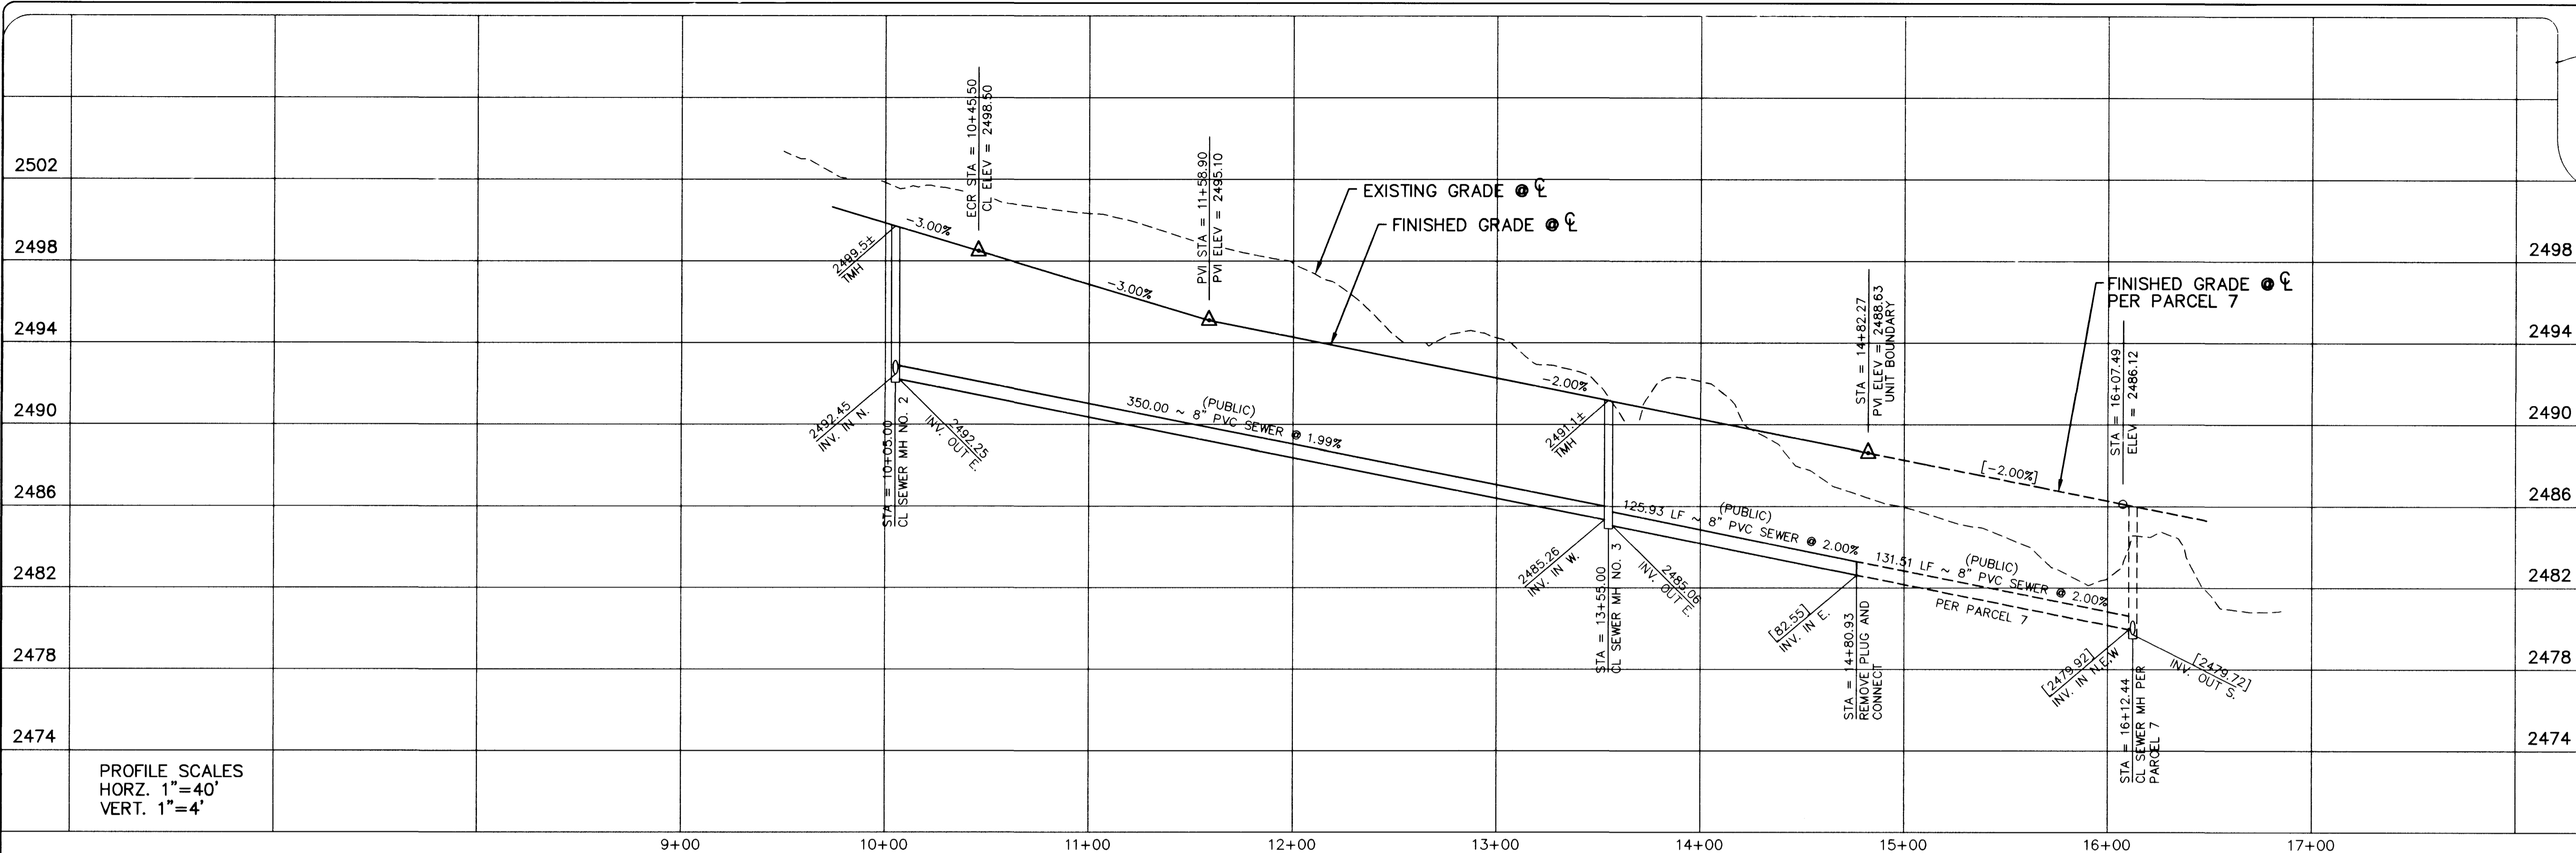 2502
2498
2494
2490
2486
2482
2478
2474
PROFILE SCALES
HORZ. 1"=40'
VERT. 1"=4'
2499.5±
TMH
-3.00%
ECR STA = 10+45.50
CL ELEV = 2498.50
-3.00%
PVI STA = 11+58.90
PVI ELEV = 2495.10
EXISTING GRADE @ ℄
FINISHED GRADE @ ℄
-2.00%
STA = 14+82.27
PVI ELEV = 2488.63
UNIT BOUNDARY
FINISHED GRADE @ ℄
PER PARCEL 7
STA = 16+07.49
ELEV = 2486.12
[-2.00%]
2492.45
INV. IN N.
STA = 10+05.00
CL SEWER MH NO. 2
2492.25
INV. OUT E.
(PUBLIC)
350.00 ~ 8" PVC SEWER @ 1.99%
2491.1±
TMH
2485.26
INV. IN W.
STA = 13+55.00
CL SEWER MH NO. 3
2485.06
INV. OUT E.
(PUBLIC)
125.93 LF ~ 8" PVC SEWER @ 2.00%
[82.55]
INV. IN E.
STA = 14+80.93
REMOVE PLUG AND
CONNECT
(PUBLIC)
131.51 LF ~ 8" PVC SEWER @ 2.00%
PER PARCEL 7
[2479.92]
INV. IN N,E,W
STA = 16+12.44
CL SEWER MH PER
PARCEL 7
[2479.72]
INV. OUT S.
2498
2494
2490
2486
2482
2478
2474
9+00
10+00
11+00
12+00
13+00
14+00
15+00
16+00
17+00